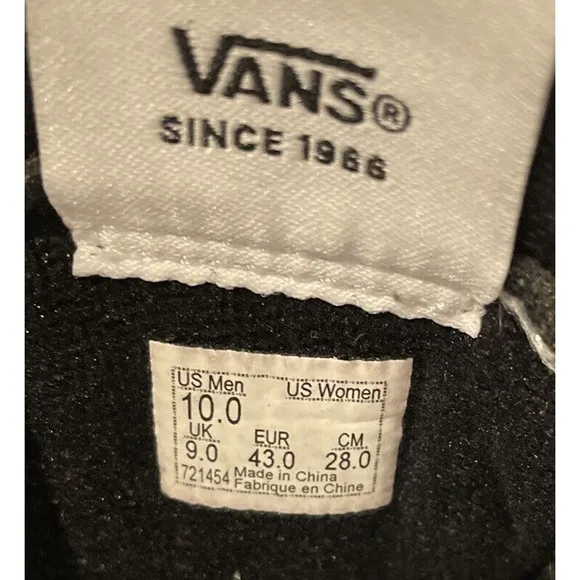 VANS®
SINCE 1966
US Men US Women
10.0
UK EUR CM
9.0 43.0 28.0
721454 Made in China
Fabrique en Chine